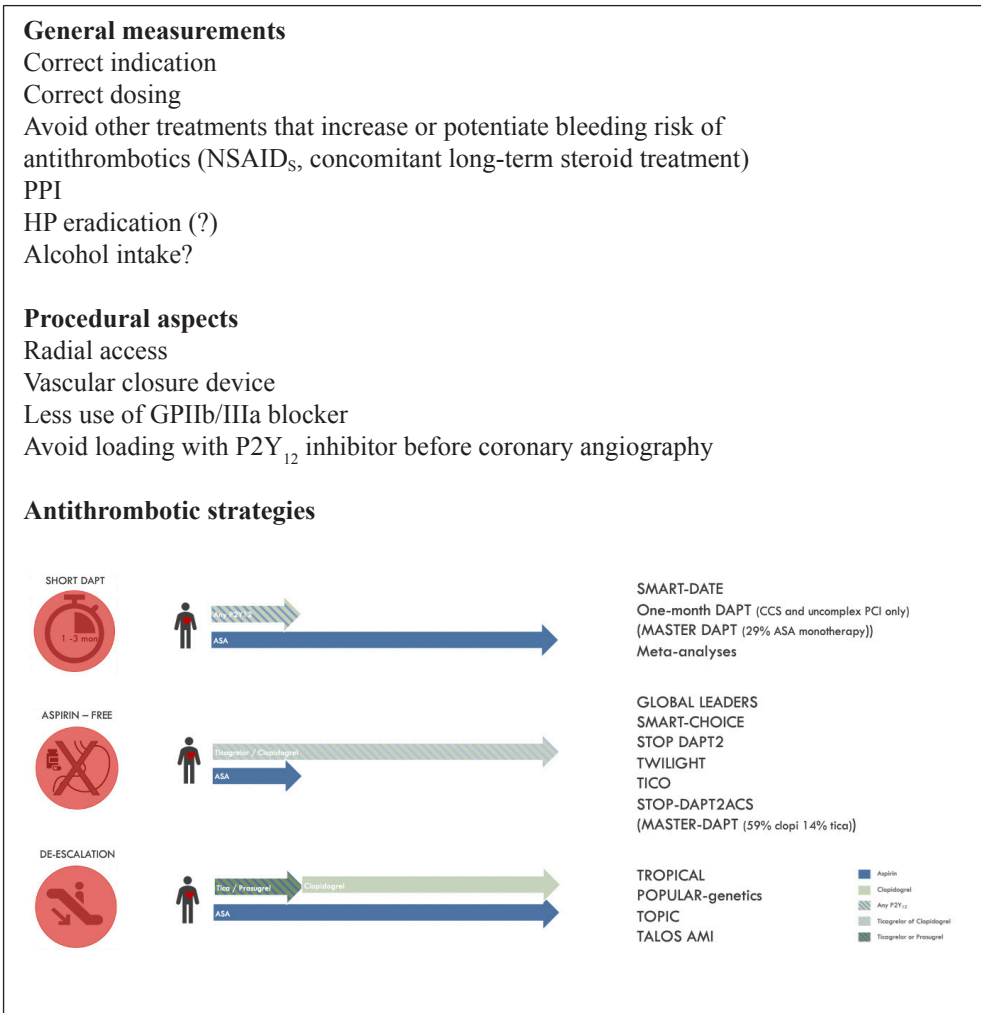 General measurements
Correct indication
Correct dosing
Avoid other treatments that increase or potentiate bleeding risk of
antithrombotics (NSAIDS, concomitant long-term steroid treatment)
PPI
HP eradication (?)
Alcohol intake?
Procedural aspects
Radial access
Vascular closure device
Less use of GPIIb/IIIa blocker
Avoid loading with P2Y12 inhibitor before coronary angiography
Antithrombotic strategies
SHORT DAPT
1 -3 mon
Any P2Y12
ASA
SMART-DATE
One-month DAPT (CCS and uncomplex PCI only)
(MASTER DAPT (29% ASA monotherapy))
Meta-analyses
ASPIRIN – FREE
Ticagrelor / Clopidogrel
ASA
GLOBAL LEADERS
SMART-CHOICE
STOP DAPT2
TWILIGHT
TICO
STOP-DAPT2ACS
(MASTER-DAPT (59% clopi 14% tica))
DE-ESCALATION
Tica / Prasugrel
Clopidogrel
ASA
TROPICAL
POPULAR-genetics
TOPIC
TALOS AMI
Aspirin
Clopidogrel
Any P2Y12
Ticagrelor of Clopidogrel
Ticagrelor or Prasugrel